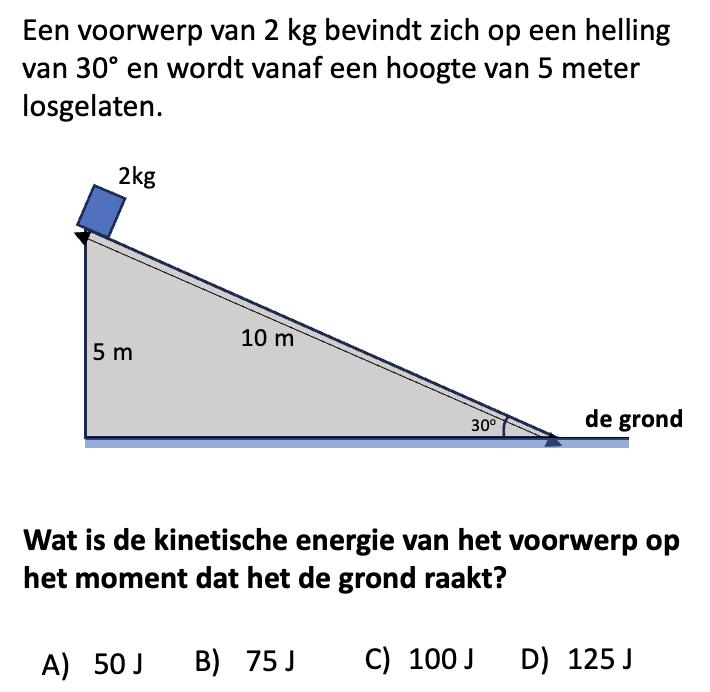 Een voorwerp van 2 kg bevindt zich op een helling
van 30° en wordt vanaf een hoogte van 5 meter
losgelaten.
2kg
10 m
5 m
de grond
30°
Wat is de kinetische energie van het voorwerp op
het moment dat het de grond raakt?
A) 50 J B) 75 J C) 100 J D) 125 J